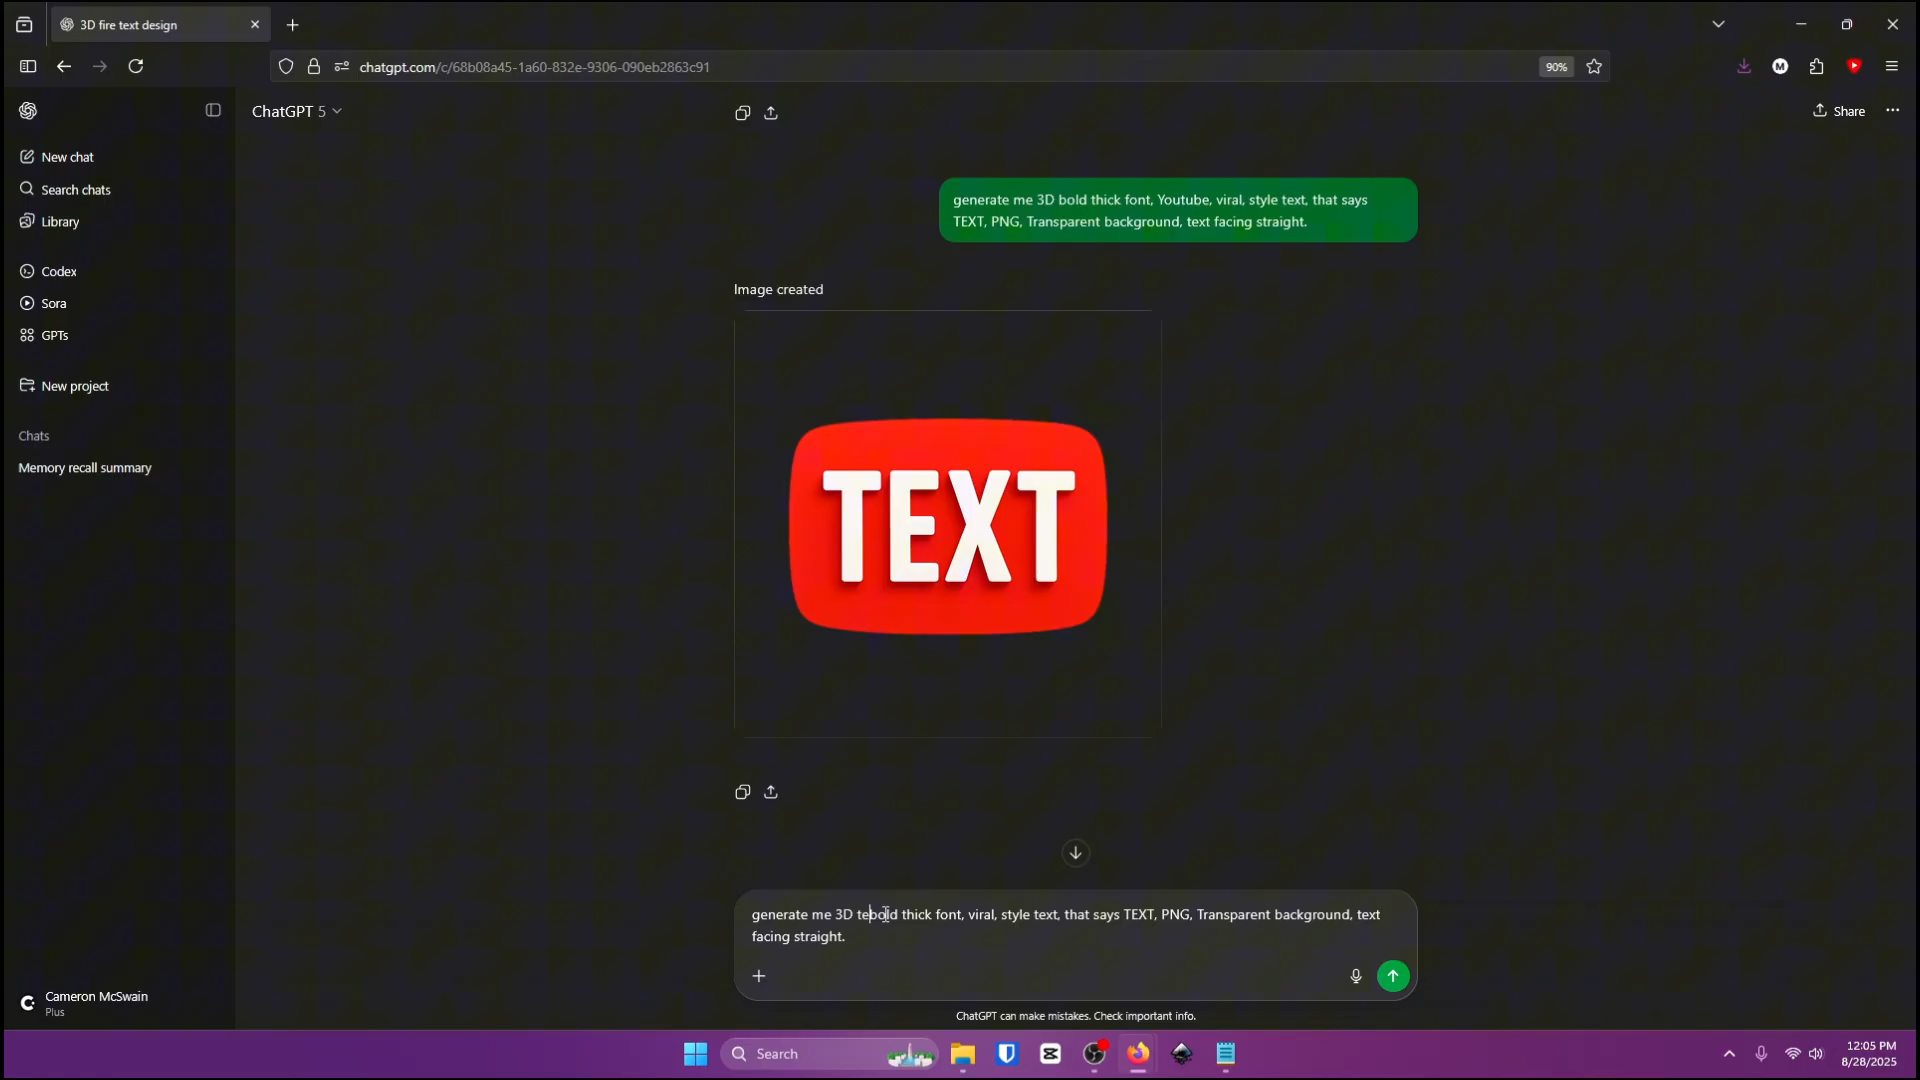 3D fire text design
chatgpt.com/c/68b08a45-1a60-832e-9306-090eb2863c91
90%
M
ChatGPT 5
Share
New chat
Search chats
Library
Codex
Sora
GPTs
New project
Chats
Memory recall summary
generate me 3D bold thick font, Youtube, viral, style text, that says
TEXT, PNG, Transparent background, text facing straight.
Image created
TEXT
generate me 3D tebold thick font, viral, style text, that says TEXT, PNG, Transparent background, text
facing straight.
Cameron McSwain
Plus
ChatGPT can make mistakes. Check important info.
Search
12:05 PM
8/28/2025